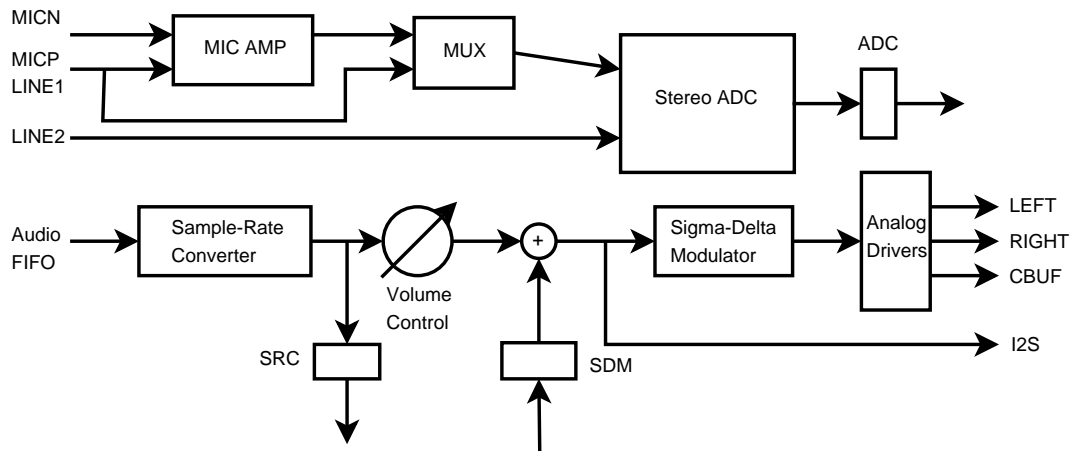 MICN
MIC AMP
MUX
ADC
MICP
LINE1
Stereo ADC
LINE2
Audio
FIFO
Sample-Rate
Converter
Volume
Control
+
Sigma-Delta
Modulator
Analog
Drivers
LEFT
RIGHT
CBUF
SRC
SDM
I2S